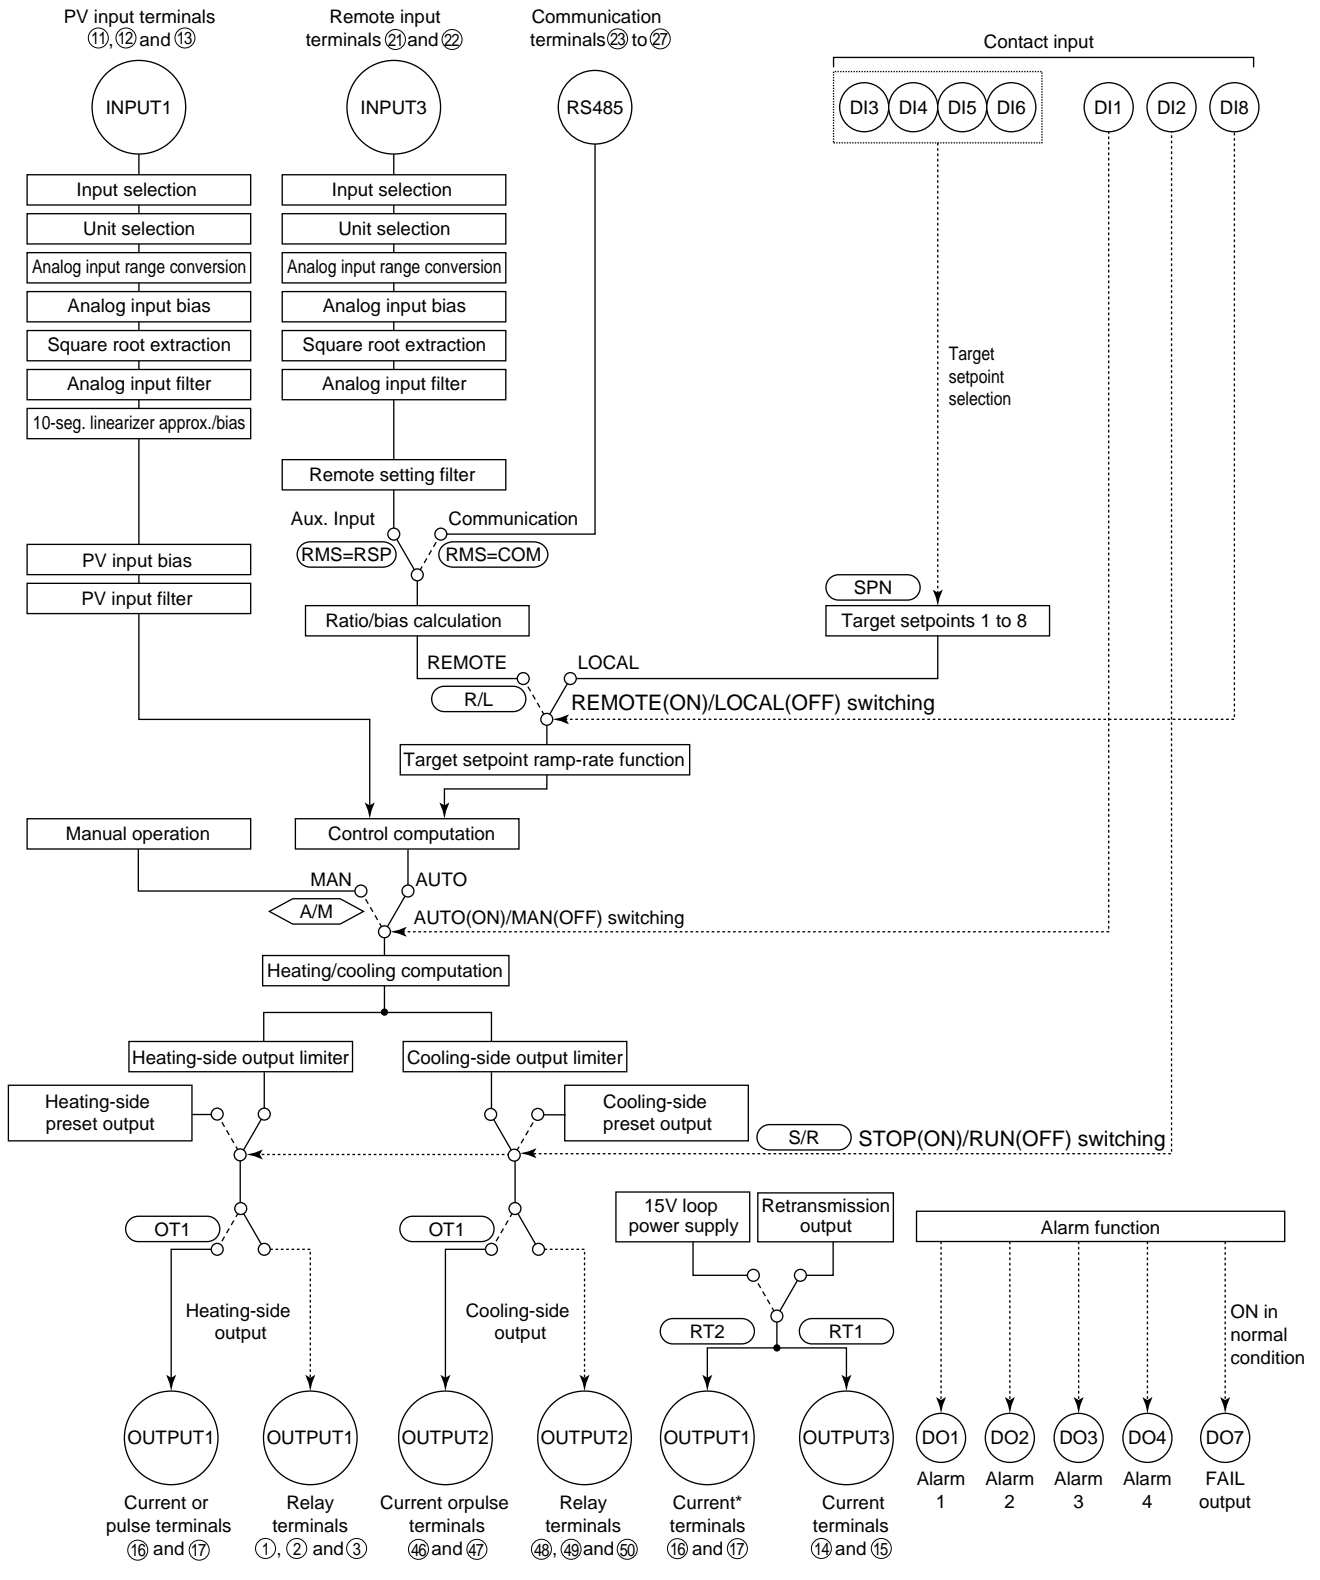 PV input terminals
⑪, ⑫ and ⑬
Remote input
terminals ㉑ and ㉒
Communication
terminals ㉓ to ㉗
Contact input
INPUT1
INPUT3
RS485
DI3
DI4
DI5
DI6
DI1
DI2
DI8
Input selection
Unit selection
Analog input range conversion
Analog input bias
Square root extraction
Analog input filter
10-seg. linearizer approx./bias
Input selection
Unit selection
Analog input range conversion
Analog input bias
Square root extraction
Analog input filter
Target
setpoint
selection
Remote setting filter
Aux. Input
Communication
RMS=RSP
RMS=COM
PV input bias
PV input filter
SPN
Ratio/bias calculation
Target setpoints 1 to 8
REMOTE
LOCAL
R/L
REMOTE(ON)/LOCAL(OFF) switching
Target setpoint ramp-rate function
Manual operation
Control computation
MAN
AUTO
A/M
AUTO(ON)/MAN(OFF) switching
Heating/cooling computation
Heating-side output limiter
Cooling-side output limiter
Heating-side
preset output
Cooling-side
preset output
S/R
STOP(ON)/RUN(OFF) switching
OT1
OT1
15V loop
power supply
Retransmission
output
Alarm function
Heating-side
output
Cooling-side
output
RT2
RT1
ON in
normal
condition
OUTPUT1
OUTPUT1
OUTPUT2
OUTPUT2
OUTPUT1
OUTPUT3
DO1
DO2
DO3
DO4
DO7
Alarm
1
Alarm
2
Alarm
3
Alarm
4
FAIL
output
Current or
pulse terminals
⑯ and ⑰
Relay
terminals
①, ② and ③
Current orpulse
terminals
㊻ and ㊼
Relay
terminals
㊽, ㊾ and ㊿
Current*
terminals
⑯ and ⑰
Current
terminals
⑭ and ⑮